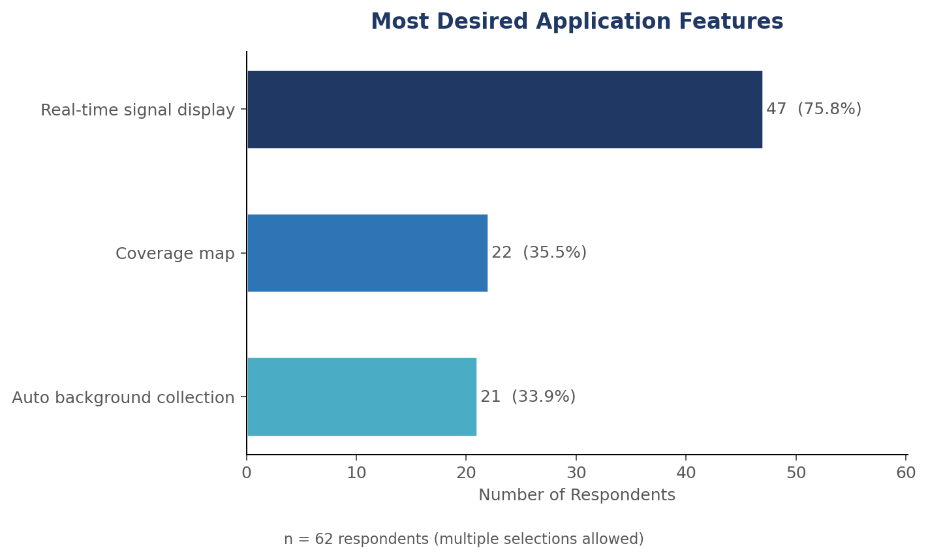 Most Desired Application Features
Real-time signal display
47  (75.8%)
Coverage map
22  (35.5%)
Auto background collection
21  (33.9%)
0 10 20 30 40 50 60
Number of Respondents
n = 62 respondents (multiple selections allowed)